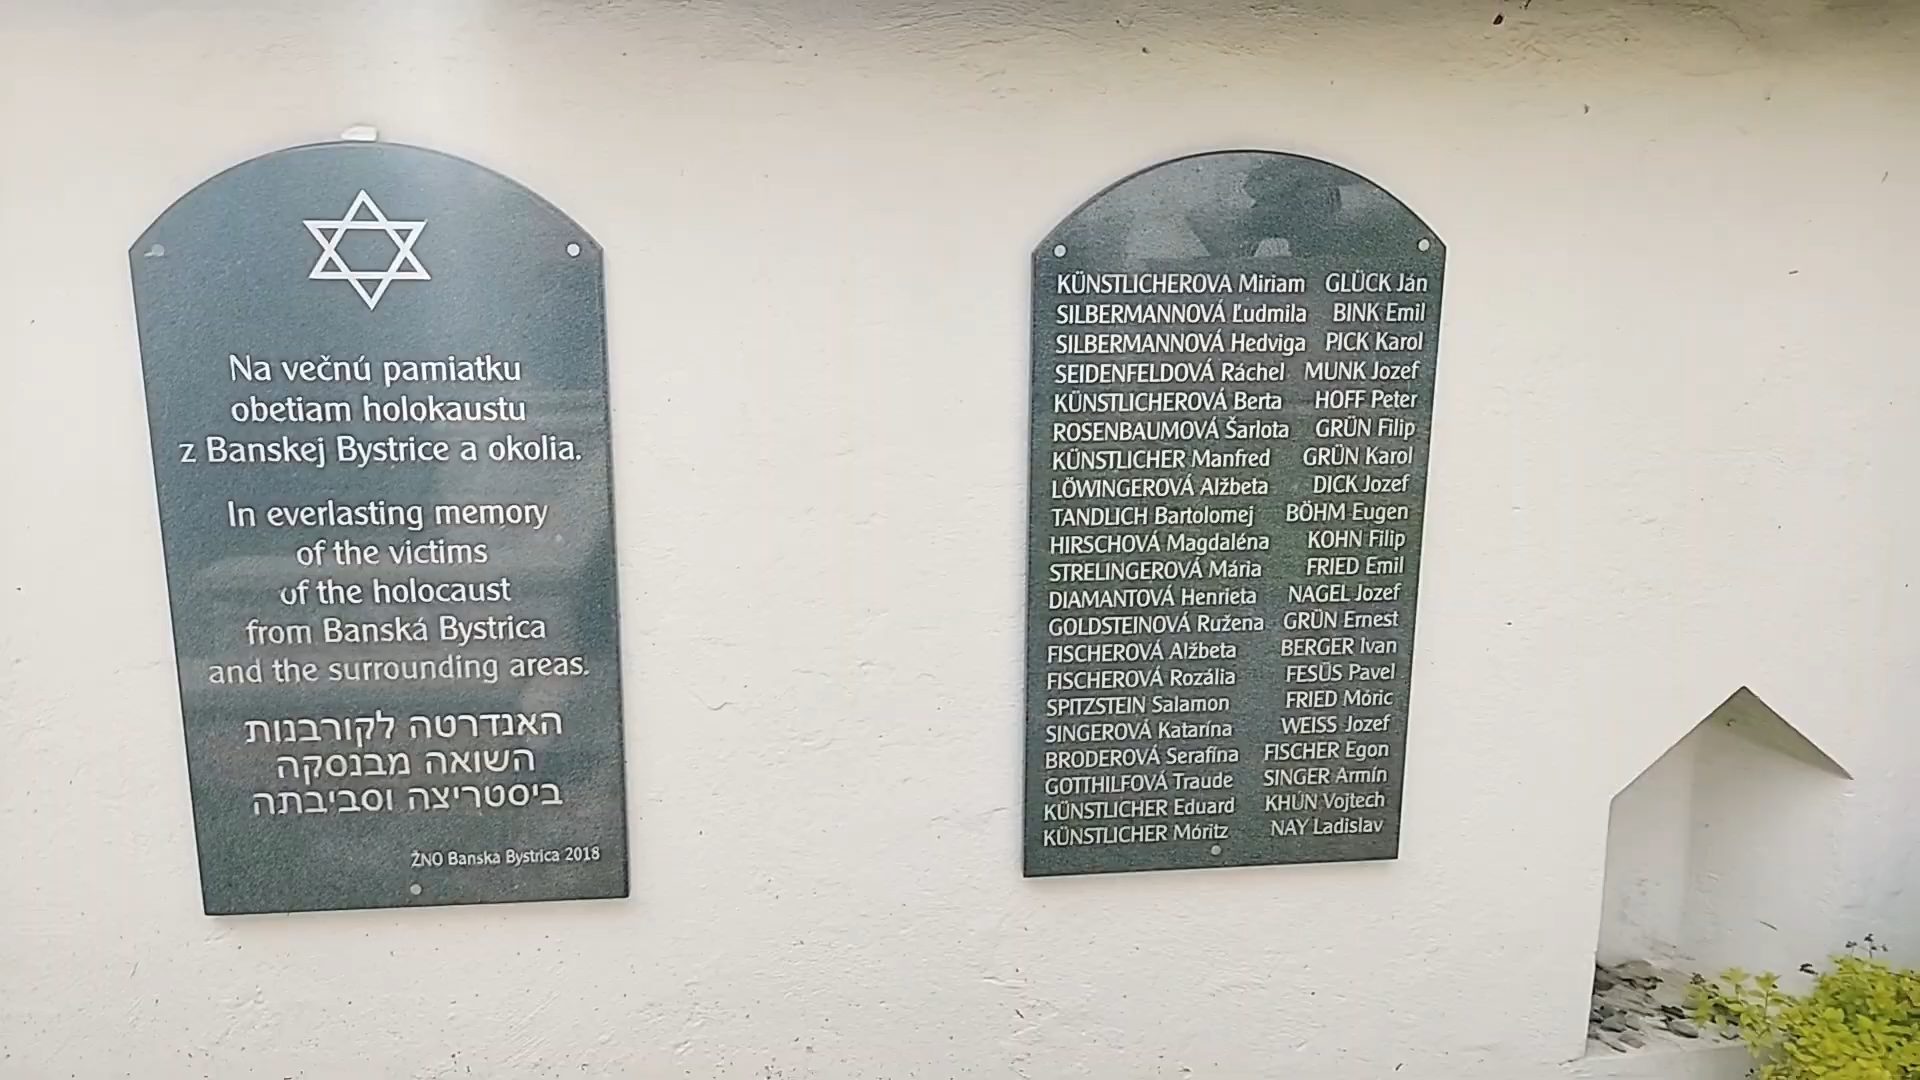 Na večnú pamiatku
obetiam holokaustu
z Banskej Bystrice a okolia.
In everlasting memory
of the victims
of the holocaust
from Banská Bystrica
and the surrounding areas.
האנדרטה לקורבנות
השואה מבנסקה
ביסטריצה וסביבתה
ŽNO Banská Bystrica 2018
KÜNSTLICHEROVA Miriam GLÜCK Ján
SILBERMANNOVÁ Ľudmila BINK Emil
SILBERMANNOVÁ Hedviga PICK Karol
SEIDENFELDOVÁ Ráchel MUNK Jozef
KÜNSTLICHEROVÁ Berta HOFF Peter
ROSENBAUMOVÁ Šarlota GRÜN Filip
KÜNSTLICHER Manfred GRÜN Karol
LÖWINGEROVÁ Alžbeta DICK Jozef
TANDLICH Bartolomej BÖHM Eugen
HIRSCHOVÁ Magdaléna KOHN Filip
STRELINGEROVÁ Mária FRIED Emil
DIAMANTOVÁ Henrieta NAGEL Jozef
GOLDSTEINOVÁ Ružena GRÜN Ernest
FISCHEROVÁ Alžbeta BERGER Ivan
FISCHEROVÁ Rozália FESÜS Pavel
SPITZSTEIN Salamon FRIED Móric
SINGEROVÁ Katarína WEISS Jozef
BRODEROVÁ Serafína FISCHER Egon
GOTTHILFOVÁ Traude SINGER Armín
KÜNSTLICHER Eduard KHÚN Vojtech
KÜNSTLICHER Móritz NAY Ladislav